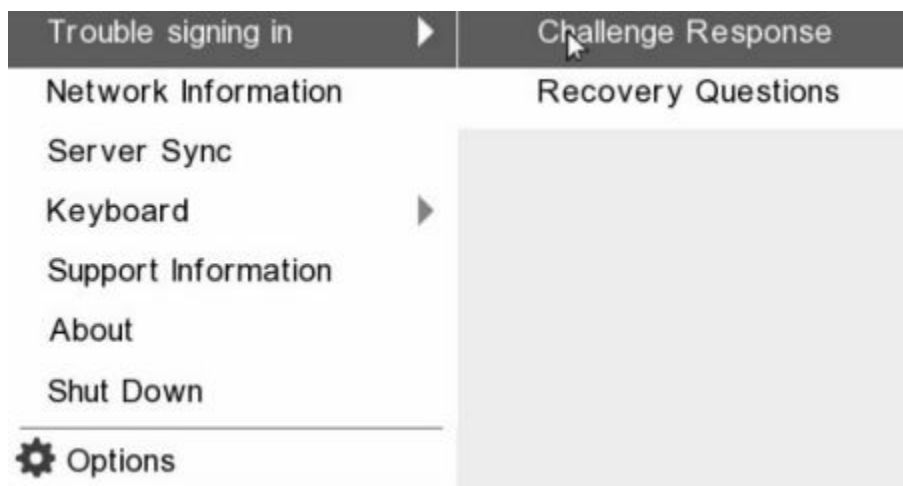 Trouble signing in
Challenge Response
Network Information
Recovery Questions
Server Sync
Keyboard
Support Information
About
Shut Down
Options